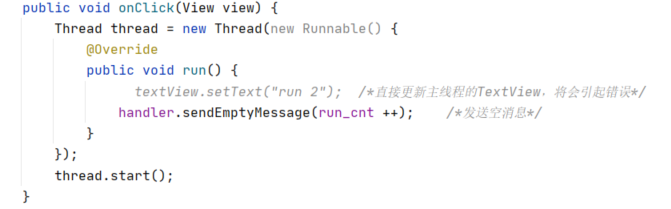 public void onClick(View view) {
    Thread thread = new Thread(new Runnable() {
        @Override
        public void run() {
              textView.setText("run 2");  /*直接更新主线程的TextView，将会引起错误*/
            handler.sendEmptyMessage(run_cnt ++);    /*发送空消息*/
        }
    });
    thread.start();
}